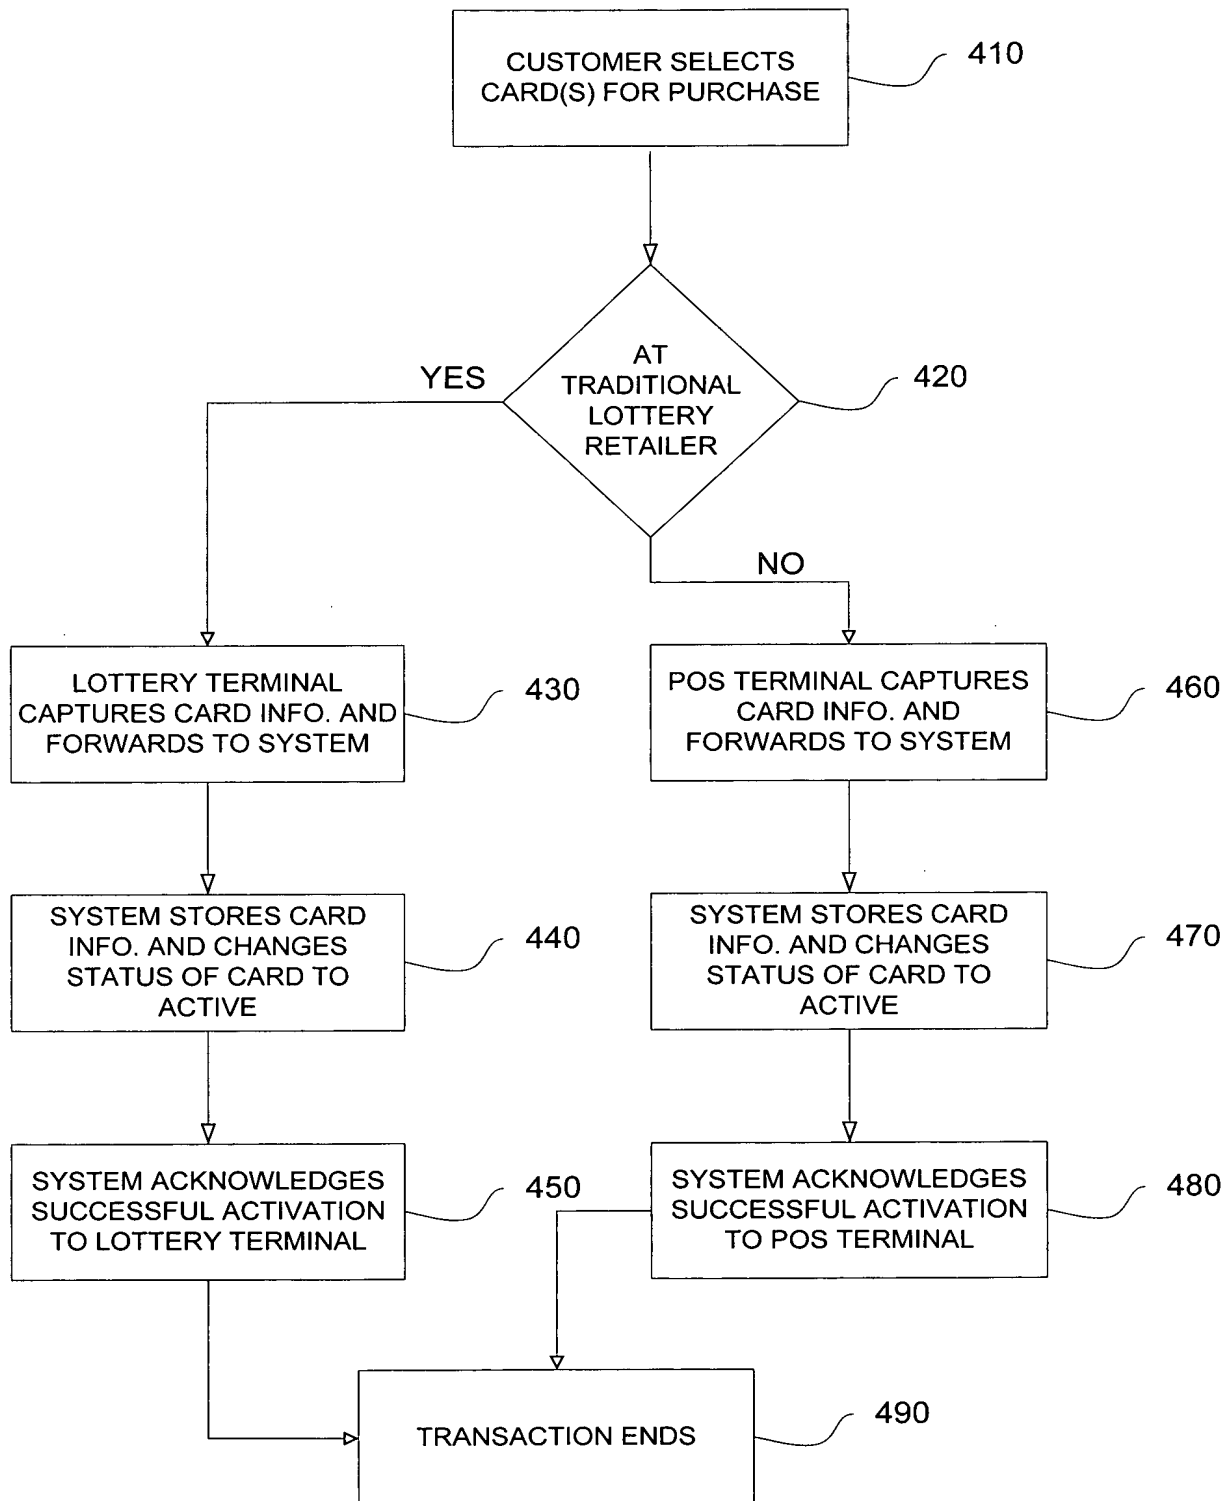 CUSTOMER SELECTS
CARD(S) FOR PURCHASE
410
AT
TRADITIONAL
LOTTERY
RETAILER
420
YES
NO
LOTTERY TERMINAL
CAPTURES CARD INFO. AND
FORWARDS TO SYSTEM
430
POS TERMINAL CAPTURES
CARD INFO. AND
FORWARDS TO SYSTEM
460
SYSTEM STORES CARD
INFO. AND CHANGES
STATUS OF CARD TO
ACTIVE
440
SYSTEM STORES CARD
INFO. AND CHANGES
STATUS OF CARD TO
ACTIVE
470
SYSTEM ACKNOWLEDGES
SUCCESSFUL ACTIVATION
TO LOTTERY TERMINAL
450
SYSTEM ACKNOWLEDGES
SUCCESSFUL ACTIVATION
TO POS TERMINAL
480
TRANSACTION ENDS
490